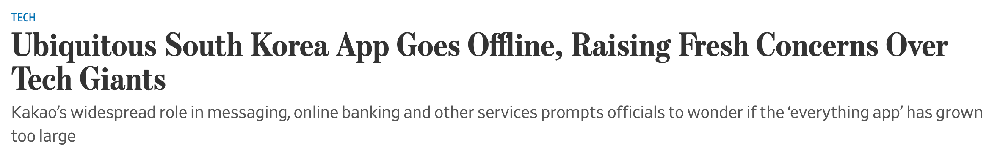 TECH
Ubiquitous South Korea App Goes Offline, Raising Fresh Concerns Over
Tech Giants
Kakao’s widespread role in messaging, online banking and other services prompts officials to wonder if the ‘everything app’ has grown
too large